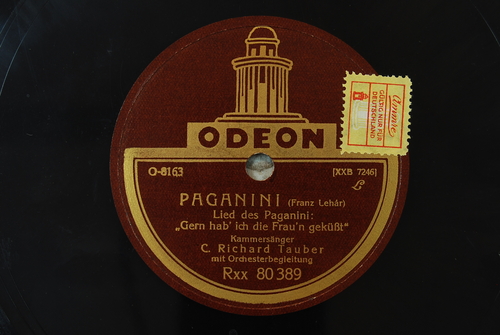 ODEON
Ammre
GÜLTIG NUR FÜR
DEUTSCHLAND
O-8163
[XXB 7246]
PAGANINI (Franz Lehár)
Lied des Paganini:
„Gern hab' ich die Frau'n geküßt"
Kammersänger
C. Richard Tauber
mit Orchesterbegleitung
Rxx 80389